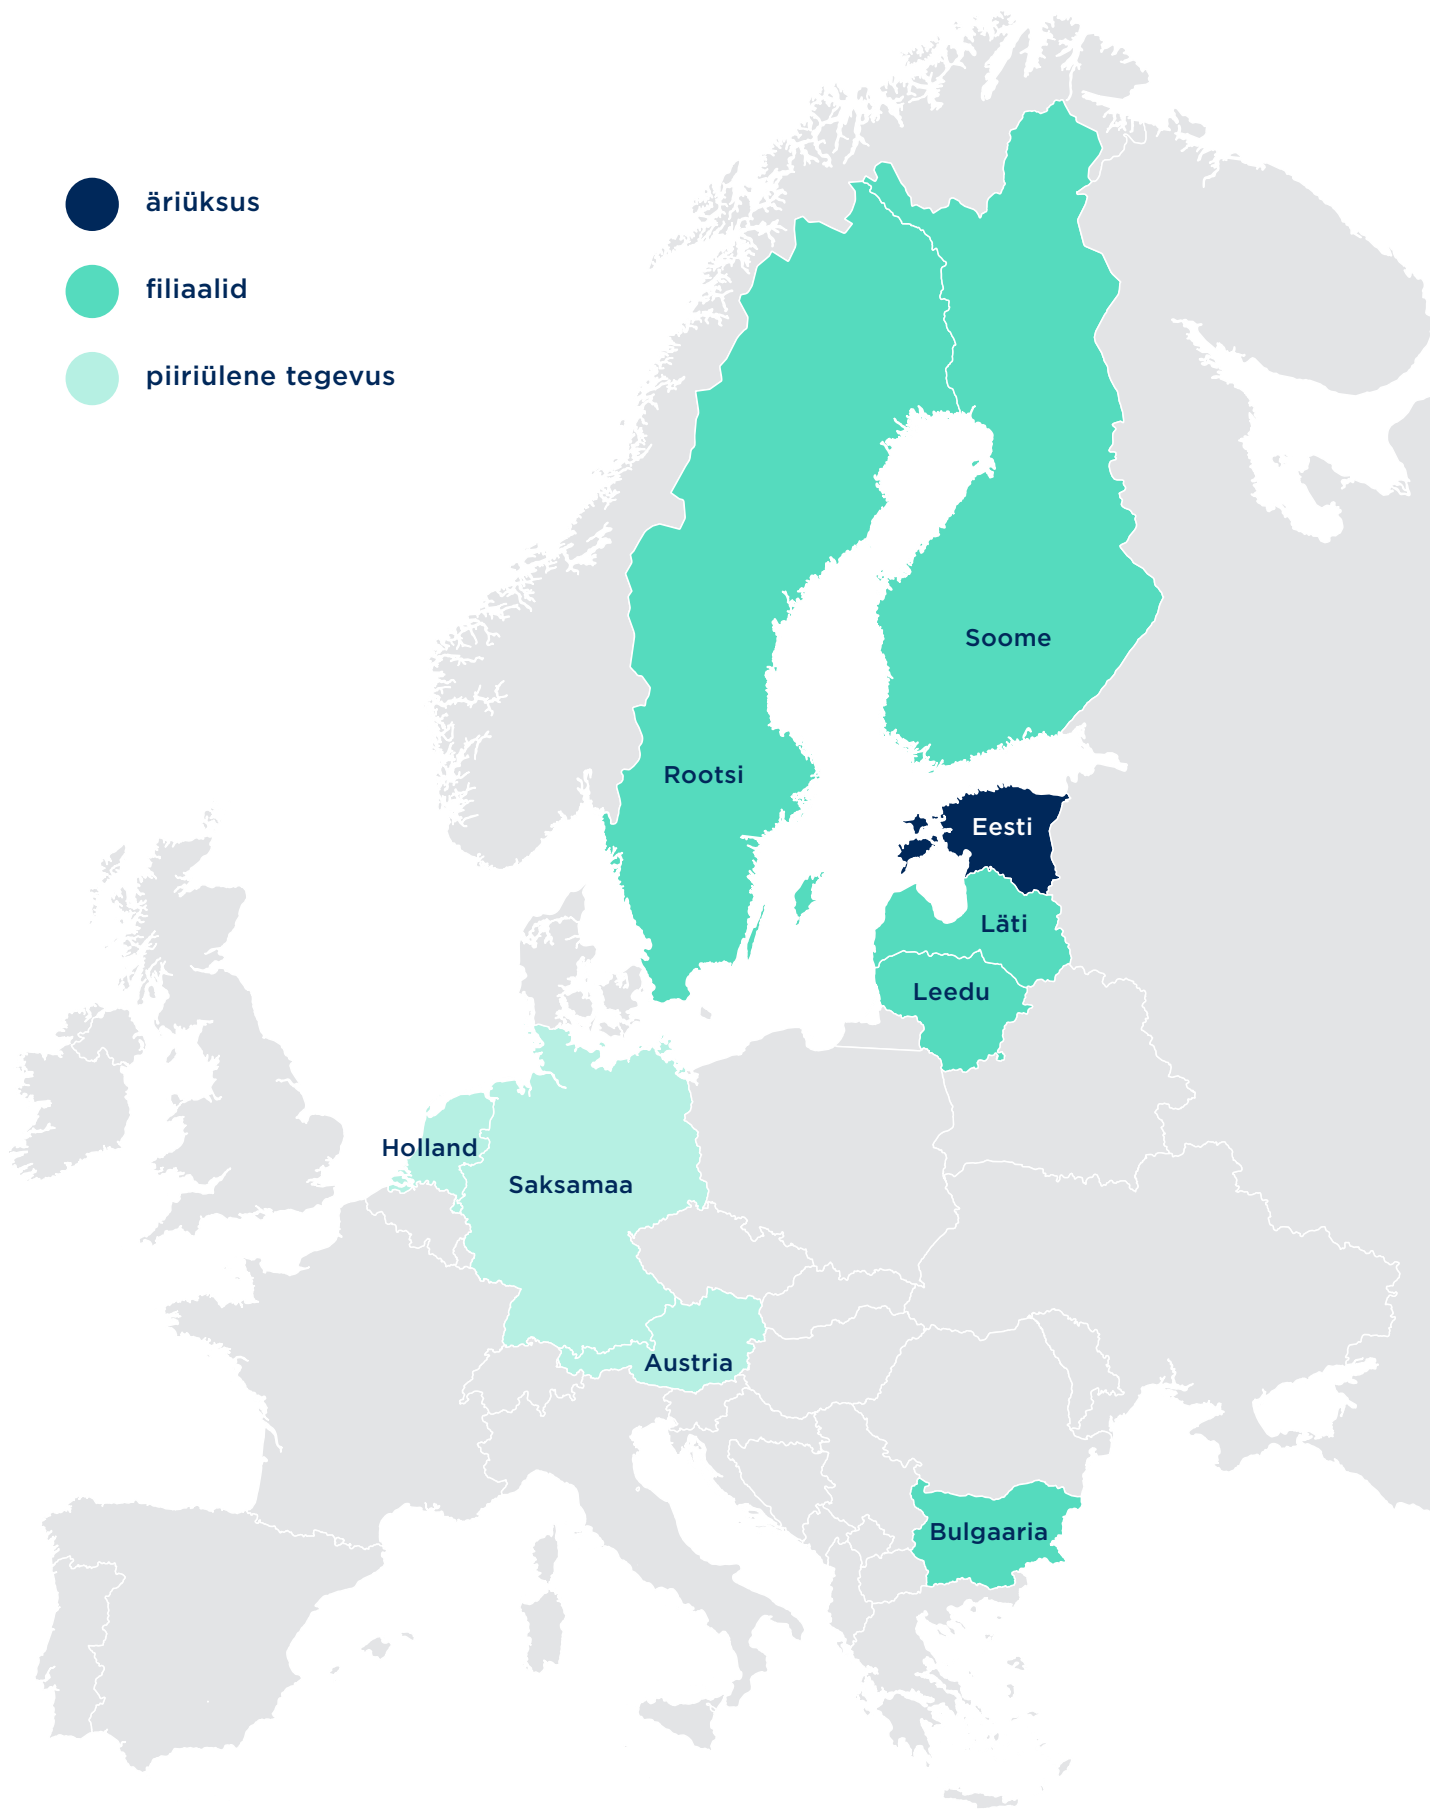 äriüksus
filiaalid
piiriülene tegevus
Soome
Rootsi
Eesti
Läti
Leedu
Holland
Saksamaa
Austria
Bulgaaria